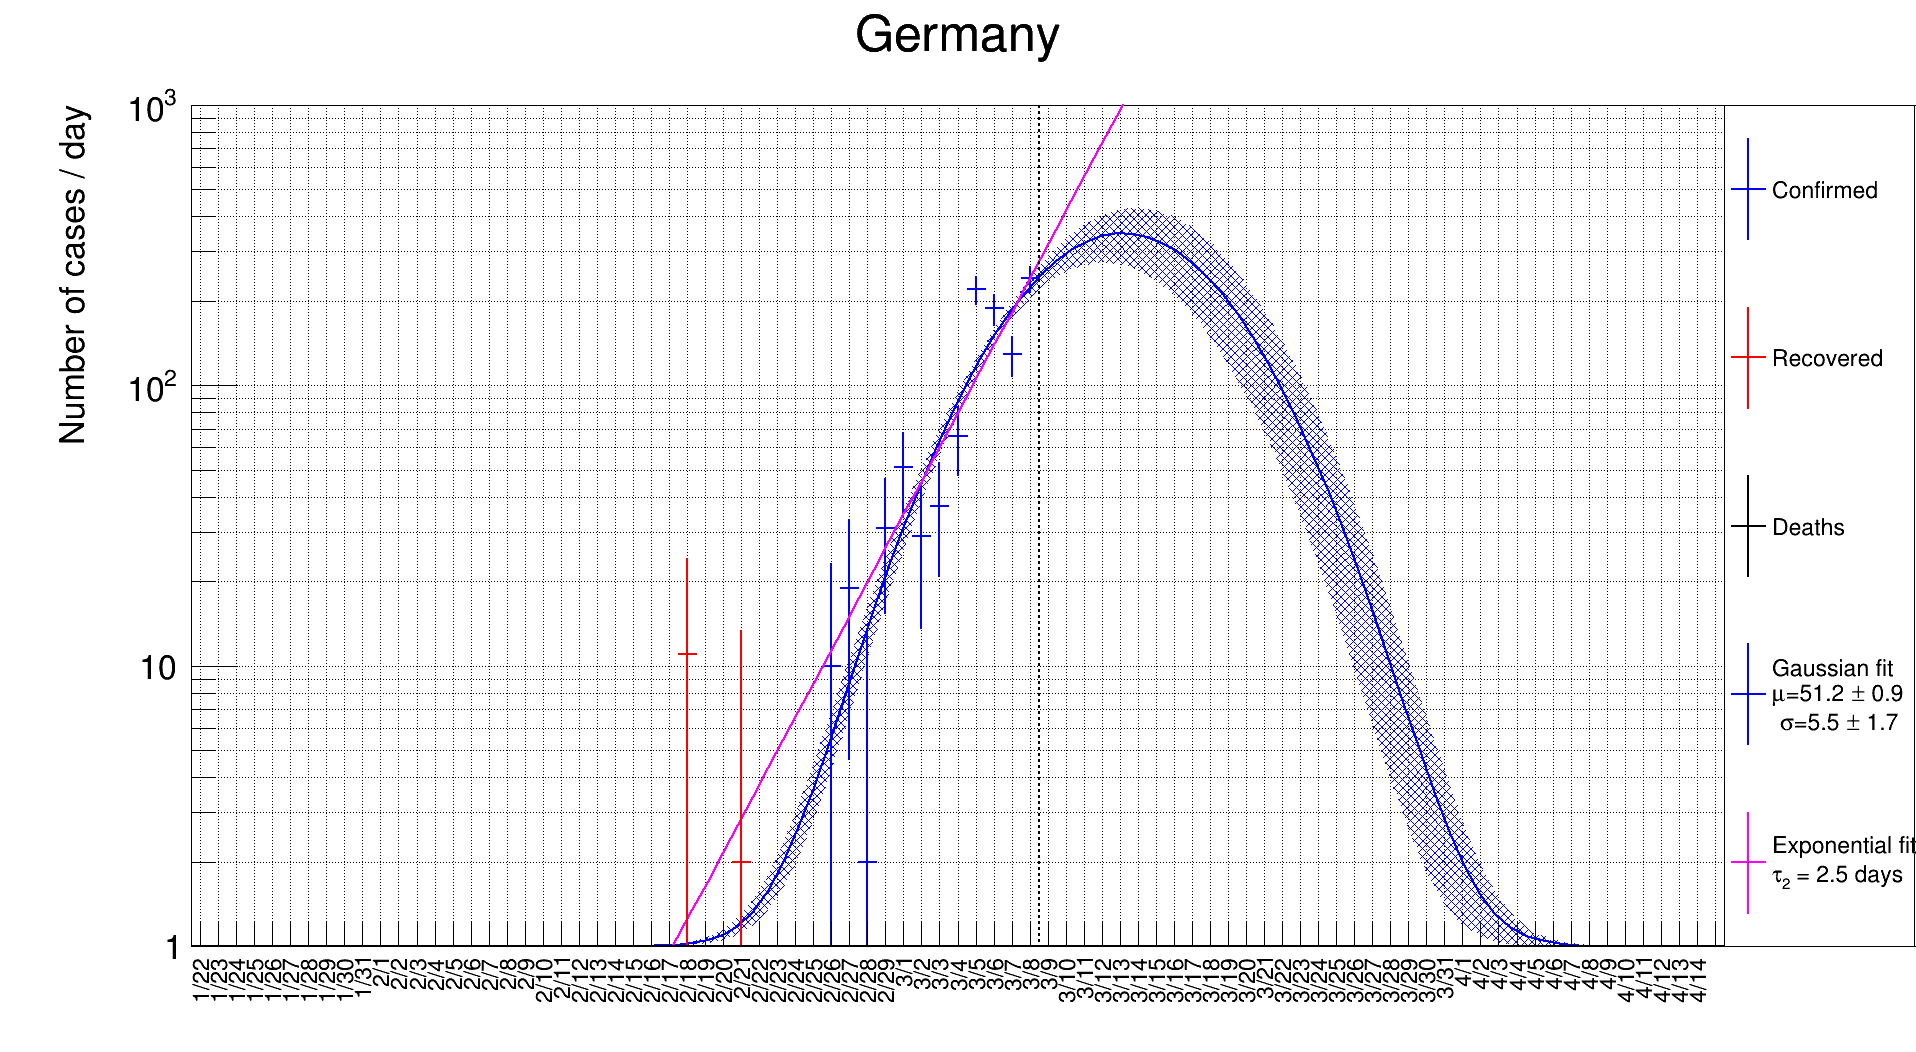 Germany
Number of cases / day
10³
10²
10
1
1/22 1/23 1/24 1/25 1/26 1/27 1/28 1/29 1/30 1/31 2/1 2/2 2/3 2/4 2/5 2/6 2/7 2/8 2/9 2/10 2/11 2/12 2/13 2/14 2/15 2/16 2/17 2/18 2/19 2/20 2/21 2/22 2/23 2/24 2/25 2/26 2/27 2/28 2/29 3/1 3/2 3/3 3/4 3/5 3/6 3/7 3/8 3/9 3/10 3/11 3/12 3/13 3/14 3/15 3/16 3/17 3/18 3/19 3/20 3/21 3/22 3/23 3/24 3/25 3/26 3/27 3/28 3/29 3/30 3/31 4/1 4/2 4/3 4/4 4/5 4/6 4/7 4/8 4/9 4/10 4/11 4/12 4/13 4/14
Confirmed
Recovered
Deaths
Gaussian fit
μ=51.2 ± 0.9
σ=5.5 ± 1.7
Exponential fit
τ₂ = 2.5 days